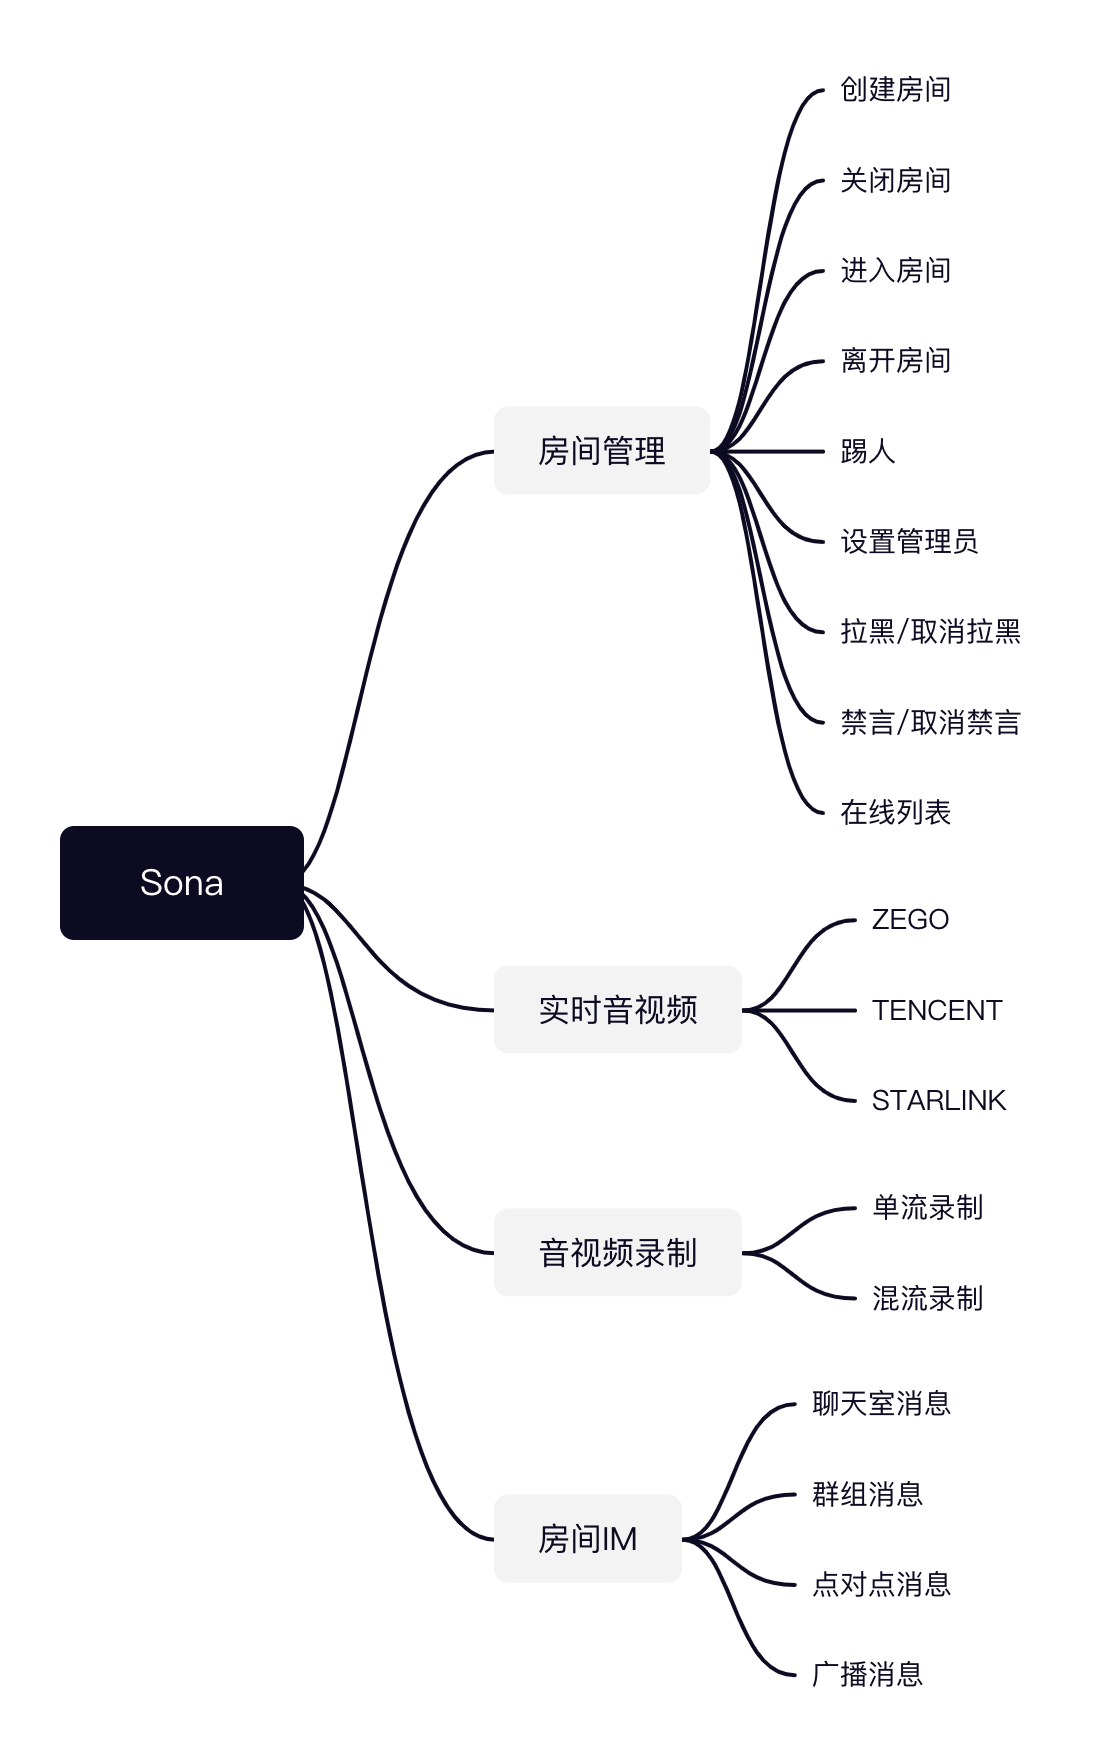 Sona
房间管理
创建房间
关闭房间
进入房间
离开房间
踢人
设置管理员
拉黑/取消拉黑
禁言/取消禁言
在线列表
实时音视频
ZEGO
TENCENT
STARLINK
音视频录制
单流录制
混流录制
房间IM
聊天室消息
群组消息
点对点消息
广播消息